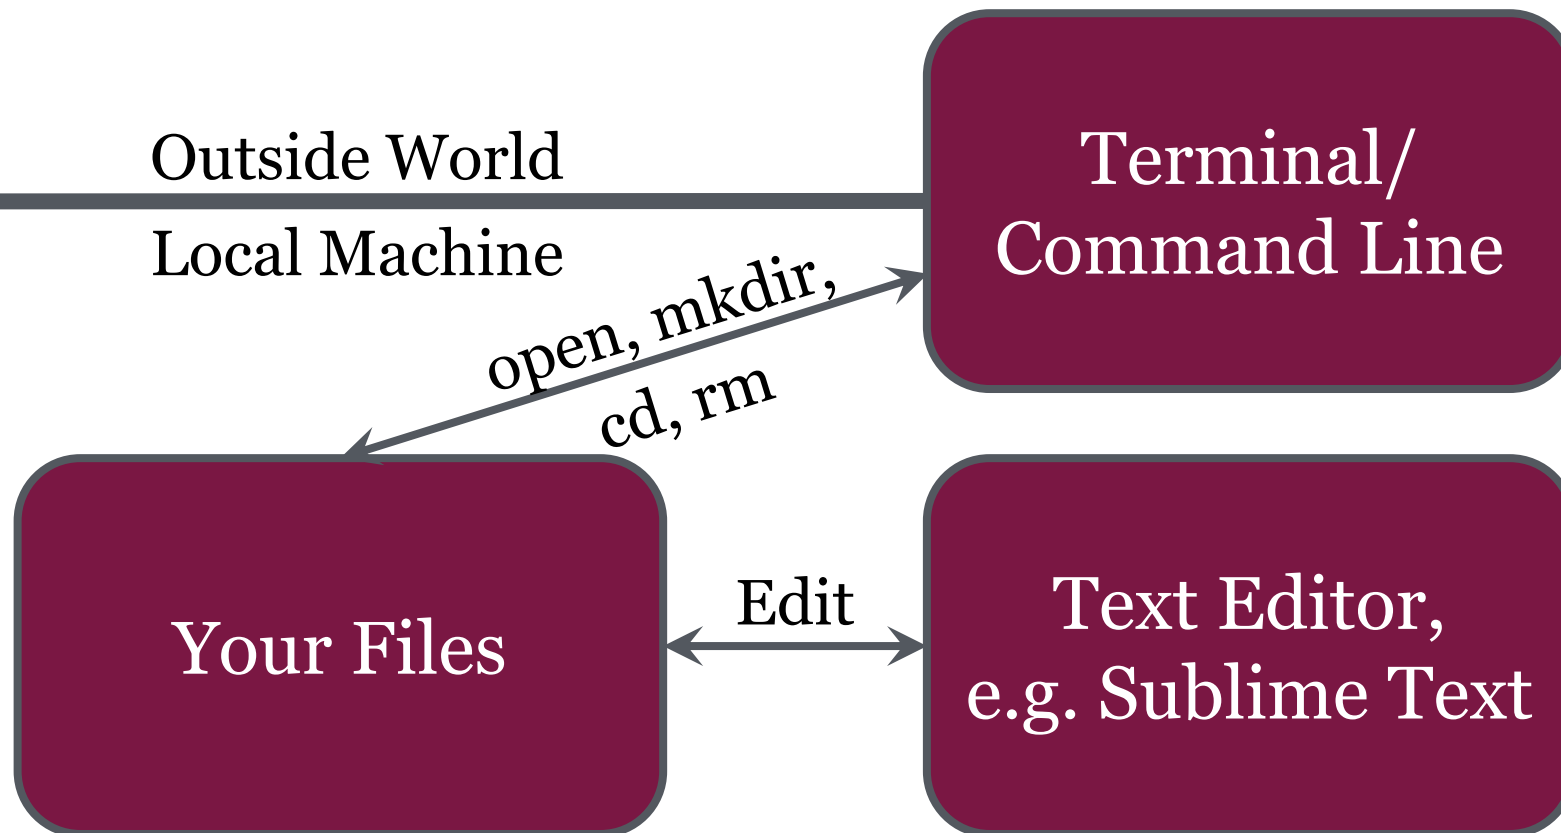 Outside World
Local Machine
Terminal/
Command Line
open, mkdir,
cd, rm
Your Files
Edit
Text Editor,
e.g. Sublime Text